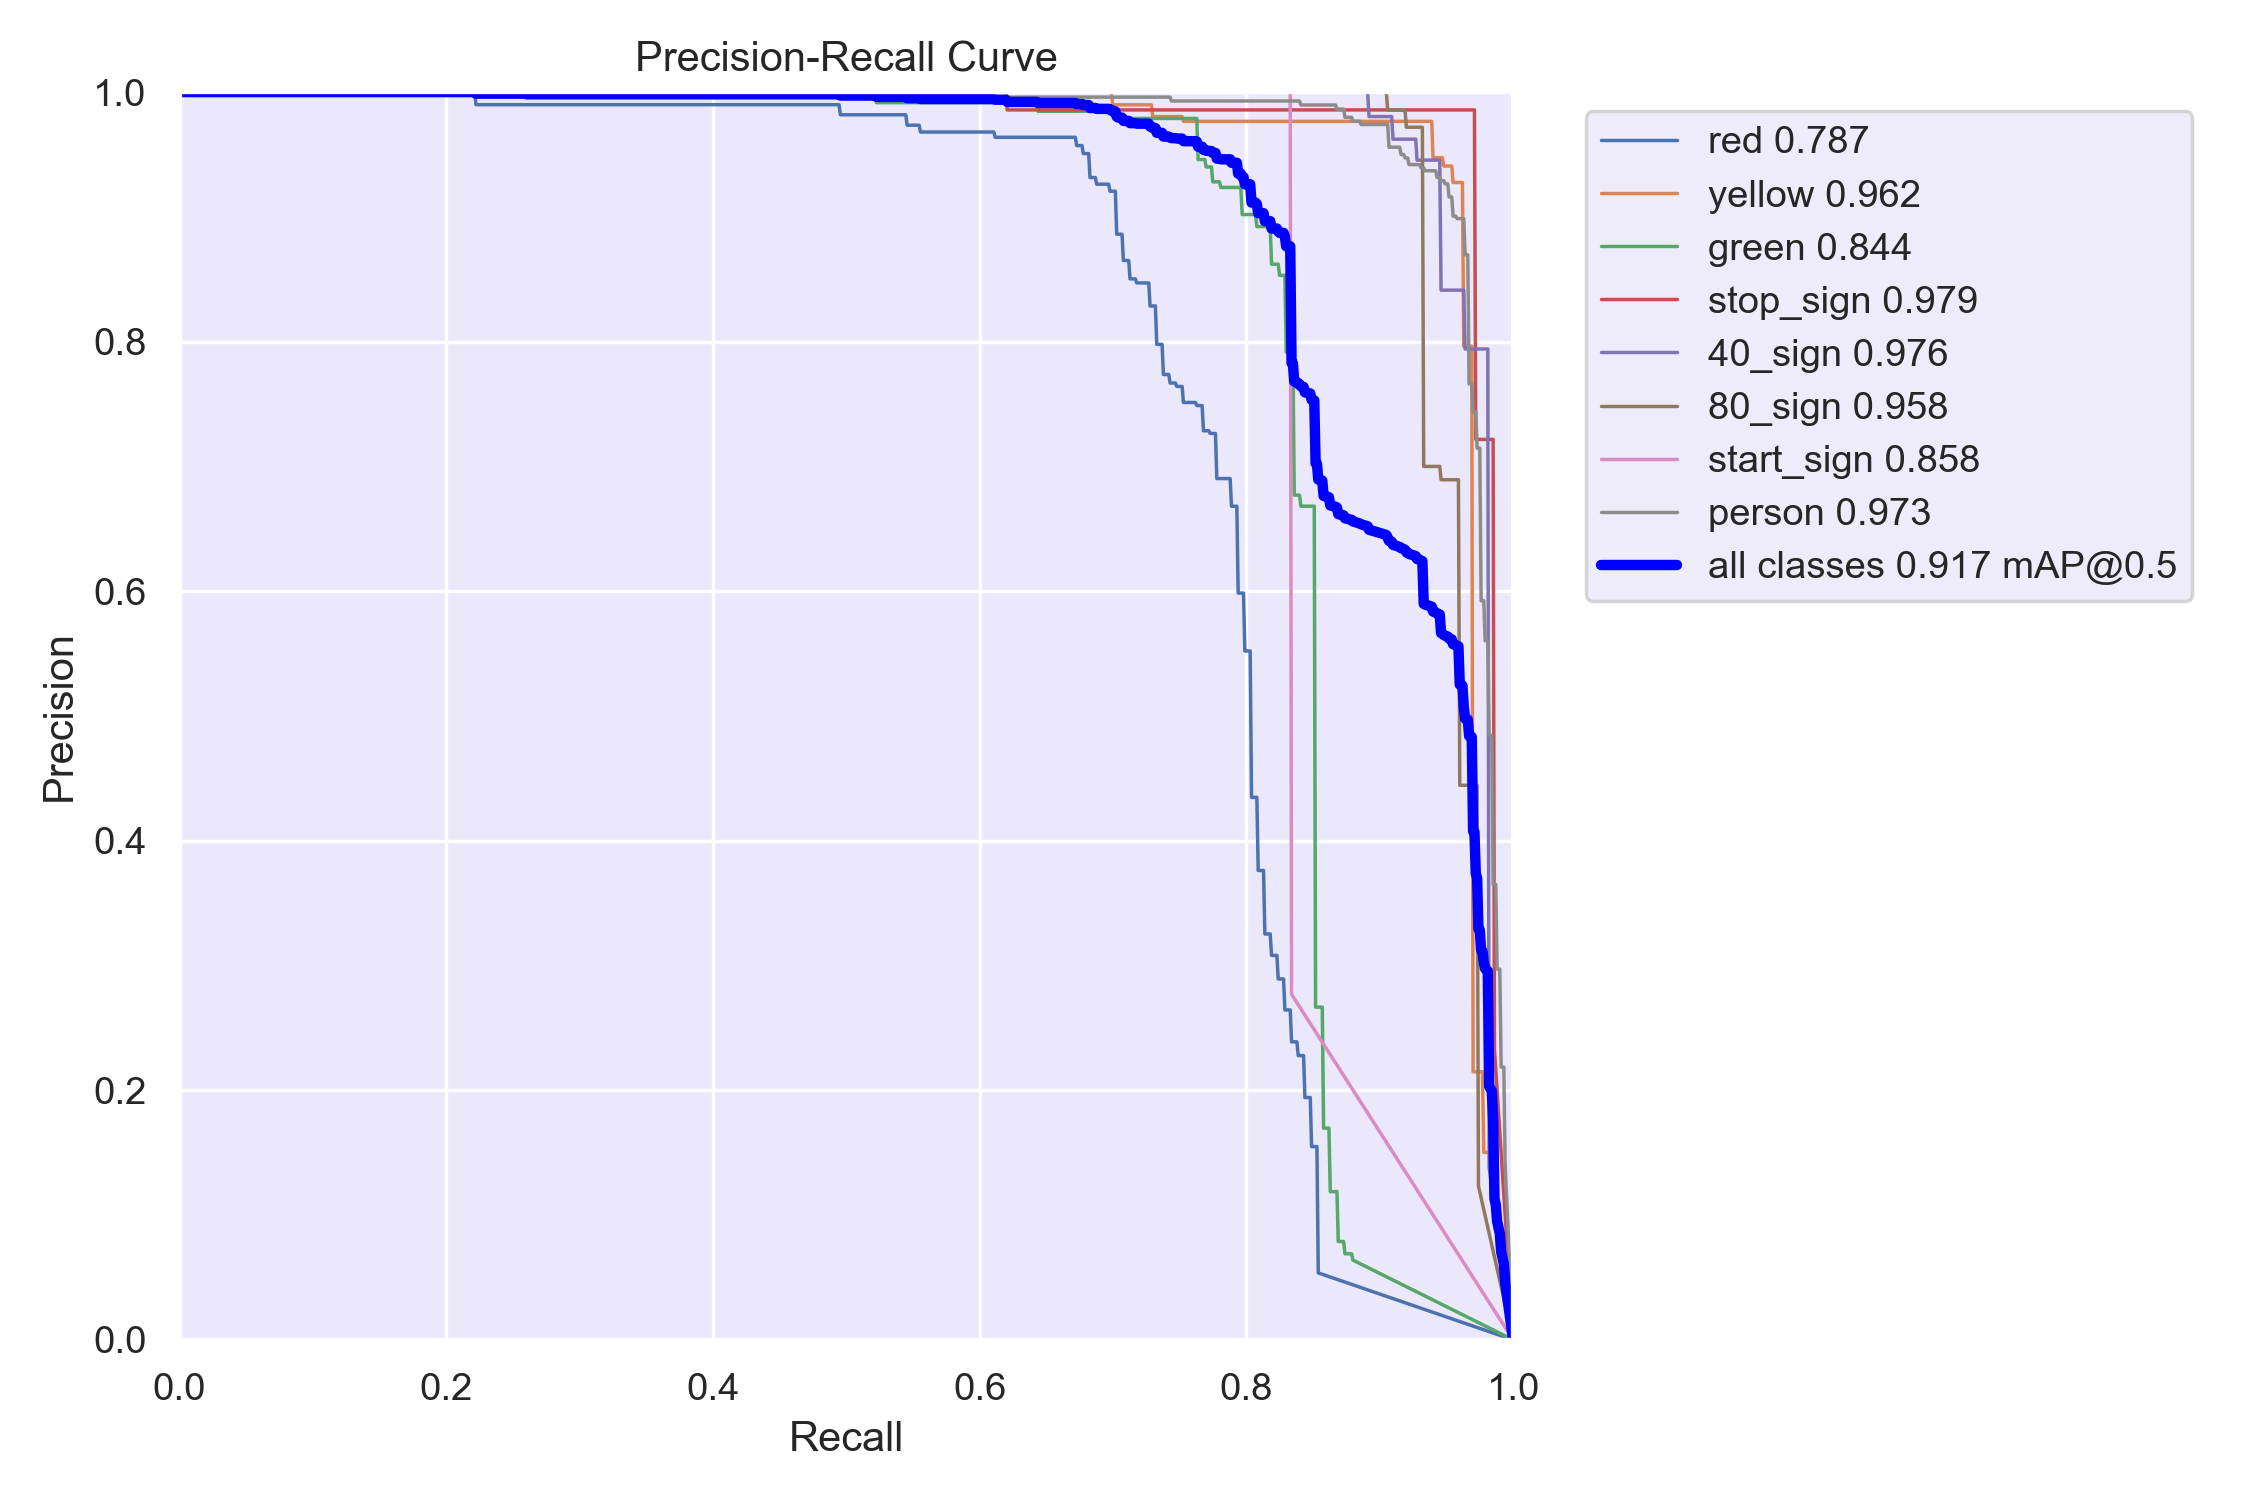 Precision-Recall Curve
1.0
0.8
0.6
0.4
0.2
0.0
Precision
0.0 0.2 0.4 0.6 0.8 1.0
Recall
red 0.787
yellow 0.962
green 0.844
stop_sign 0.979
40_sign 0.976
80_sign 0.958
start_sign 0.858
person 0.973
all classes 0.917 mAP@0.5